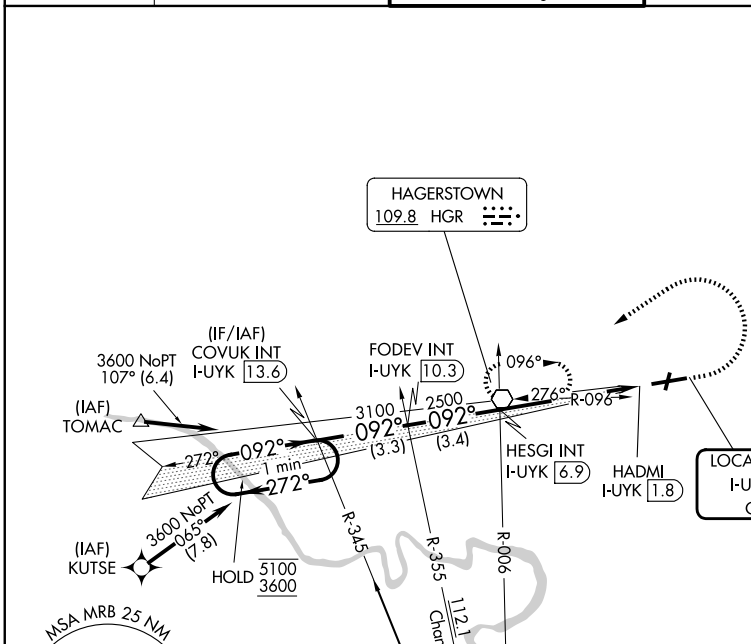 HAGERSTOWN
109.8 HGR
(IF/IAF)
COVUK INT
I-UYK 13.6
FODEV INT
I-UYK 10.3
3600 NoPT
107° (6.4)
(IAF)
TOMAC
096°
276°
R-096
3100
2500
092°
092°
092°
(3.3)
(3.4)
272°
1 min
272°
HESGI INT
I-UYK 6.9
HADMI
I-UYK 1.8
LOCA
I-U
3600 NoPT
065°
(7.8)
(IAF)
KUTSE
HOLD 5100
3600
R-345
R-355
R-006
112.1
Chan
MSA MRB 25 NM